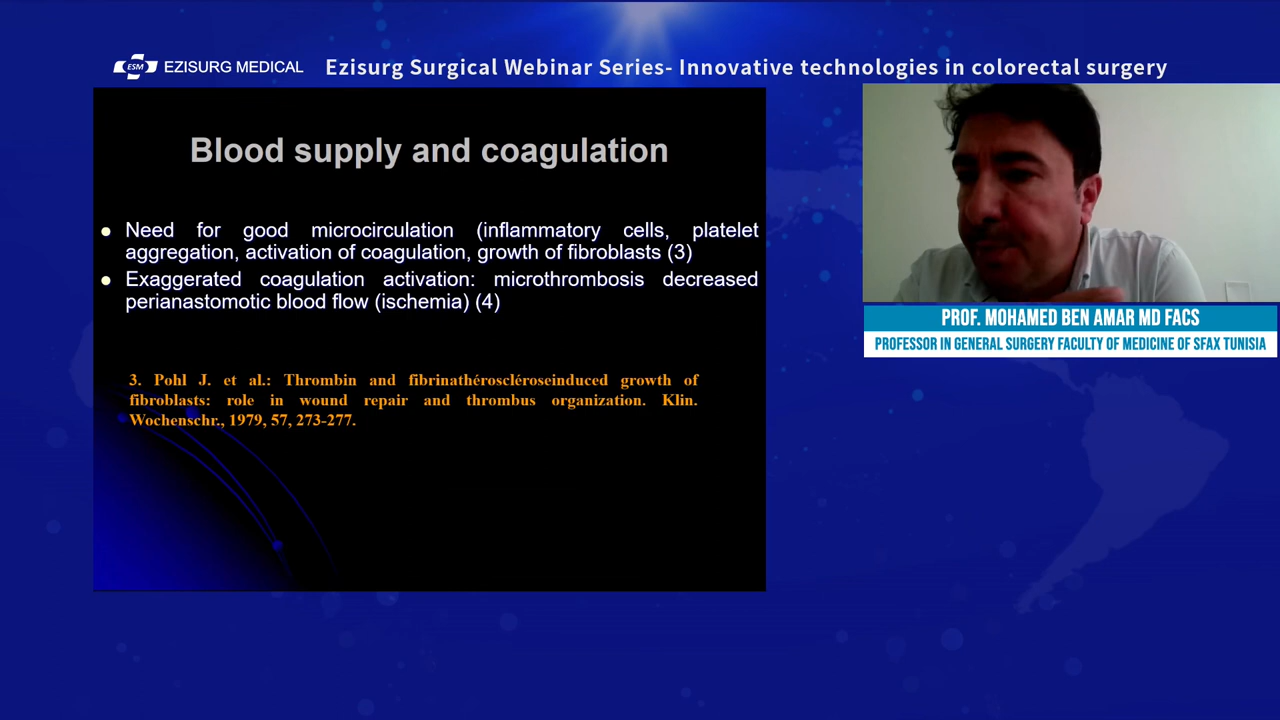 ESM EZISURG MEDICAL
Ezisurg Surgical Webinar Series- Innovative technologies in colorectal surgery
Blood supply and coagulation
● Need for good microcirculation (inflammatory cells, platelet
aggregation, activation of coagulation, growth of fibroblasts (3)
● Exaggerated coagulation activation: microthrombosis decreased
perianastomotic blood flow (ischemia) (4)
3. Pohl J. et al.: Thrombin and fibrinathéroscléroseinduced growth of
fibroblasts: role in wound repair and thrombus organization. Klin.
Wochenschr., 1979, 57, 273-277.
PROF. MOHAMED BEN AMAR MD FACS
PROFESSOR IN GENERAL SURGERY FACULTY OF MEDICINE OF SFAX TUNISIA